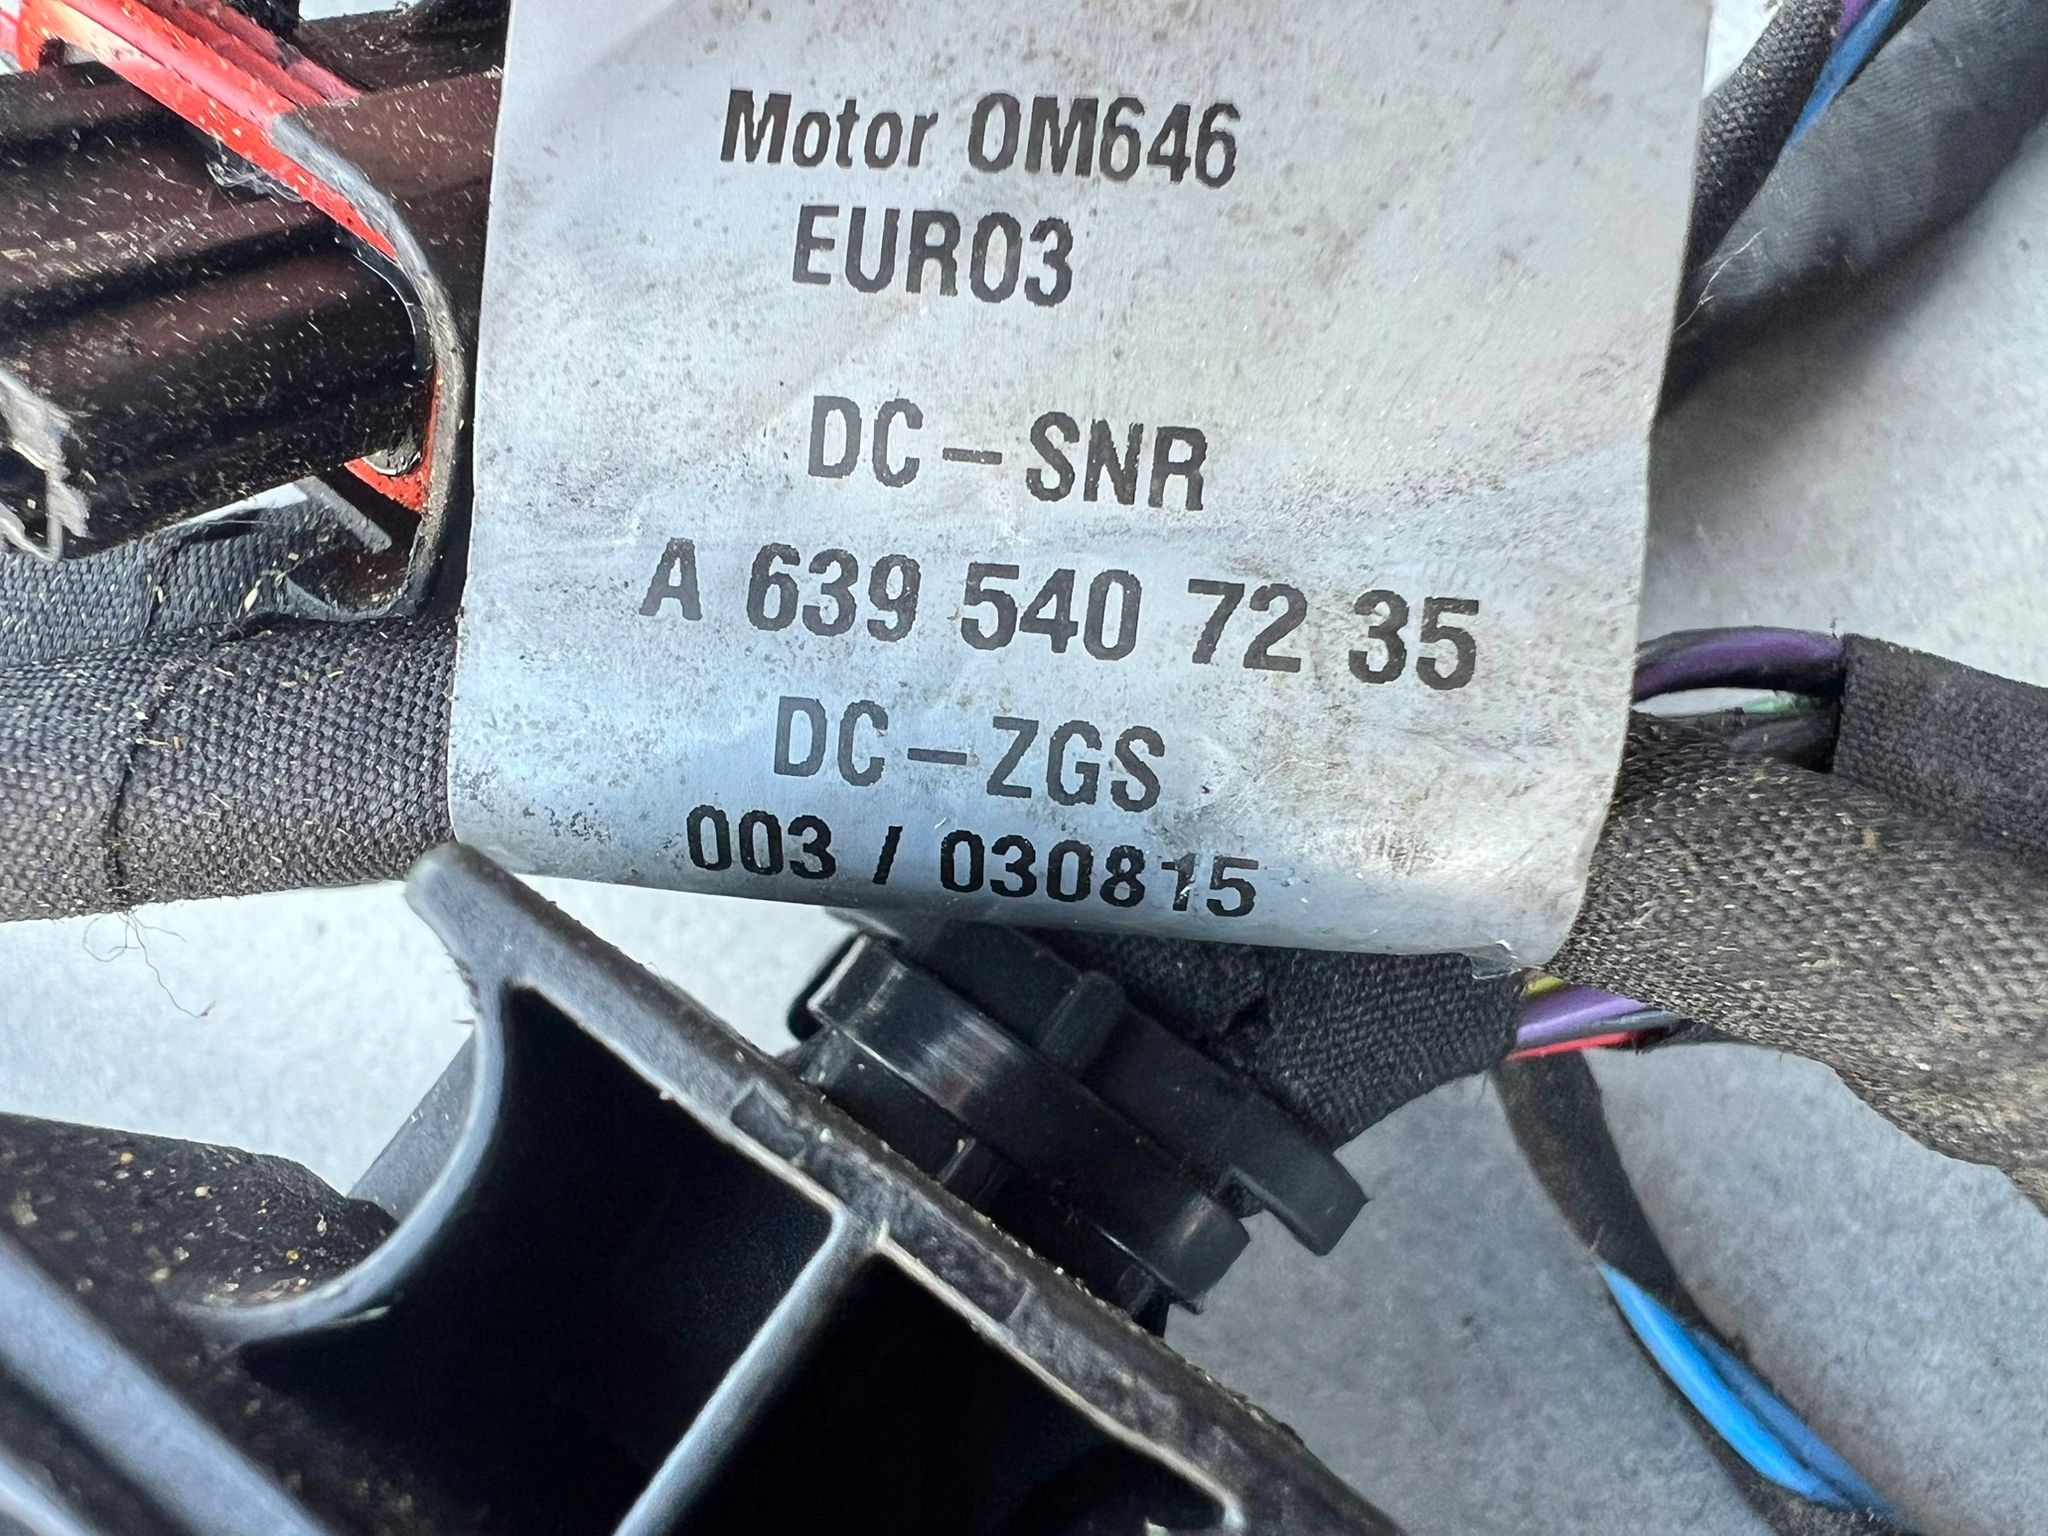 Motor OM646
EURO3
DC-SNR
A 639 540 72 35
DC-ZGS
003 / 030815